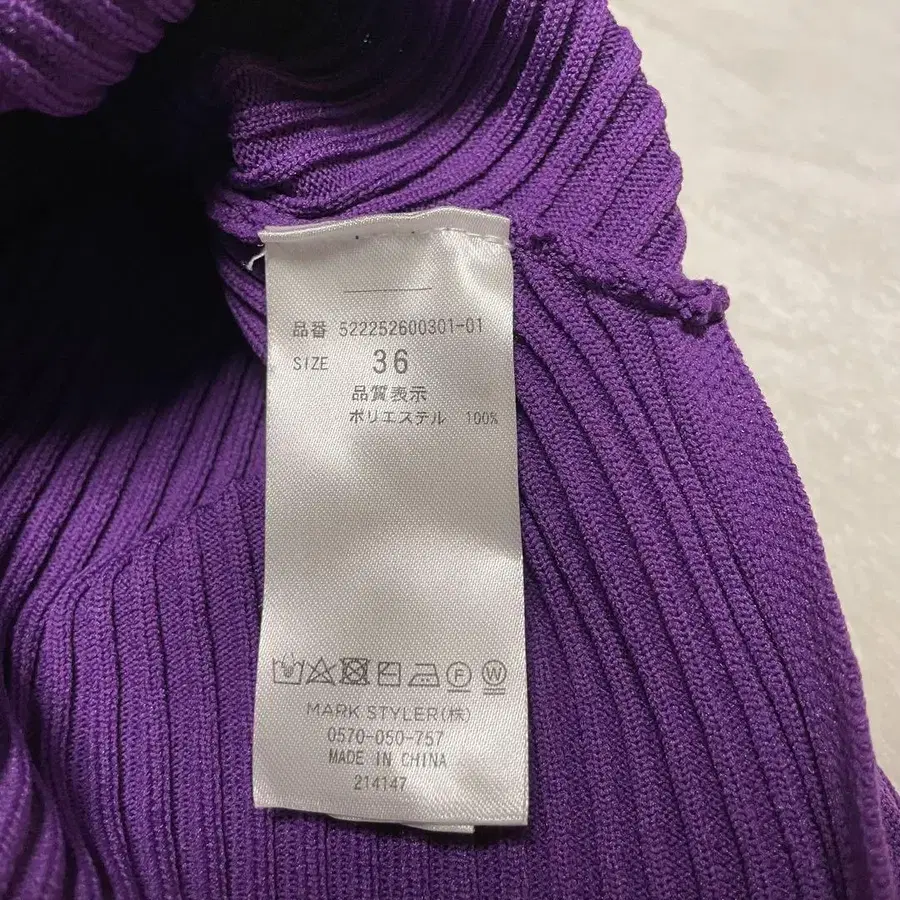 品番 522252600301-01
SIZE 36
品質表示
ポリエステル 100%
F W
MARK STYLER(株)
0570-050-757
MADE IN CHINA
214147